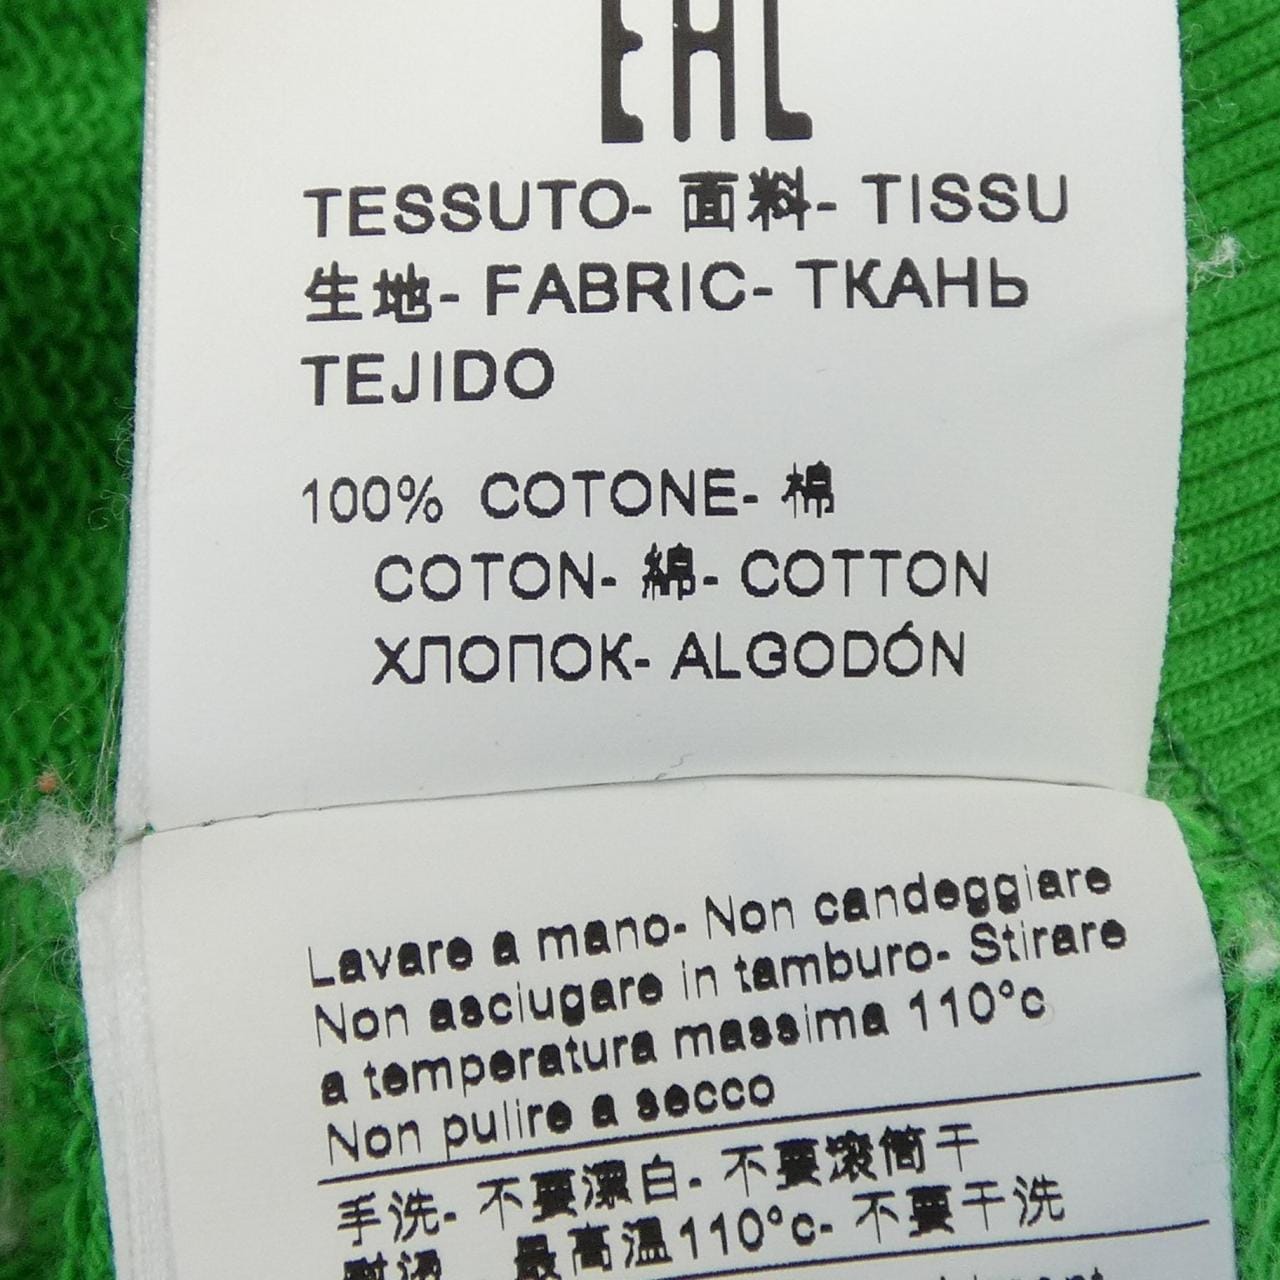 EAC
TESSUTO- 面料- TISSU
生地- FABRIC- ТКАНЬ
TEJIDO
100% COTONE- 棉
COTON- 綿- COTTON
ХЛОПОК- ALGODÓN
Lavare a mano- Non candeggiare
Non asciugare in tamburo- Stirare
a temperatura massima 110°c
Non pulire a secco
手洗- 不要漂白- 不要滚筒干
耐烫 最高温110°c- 不要干洗